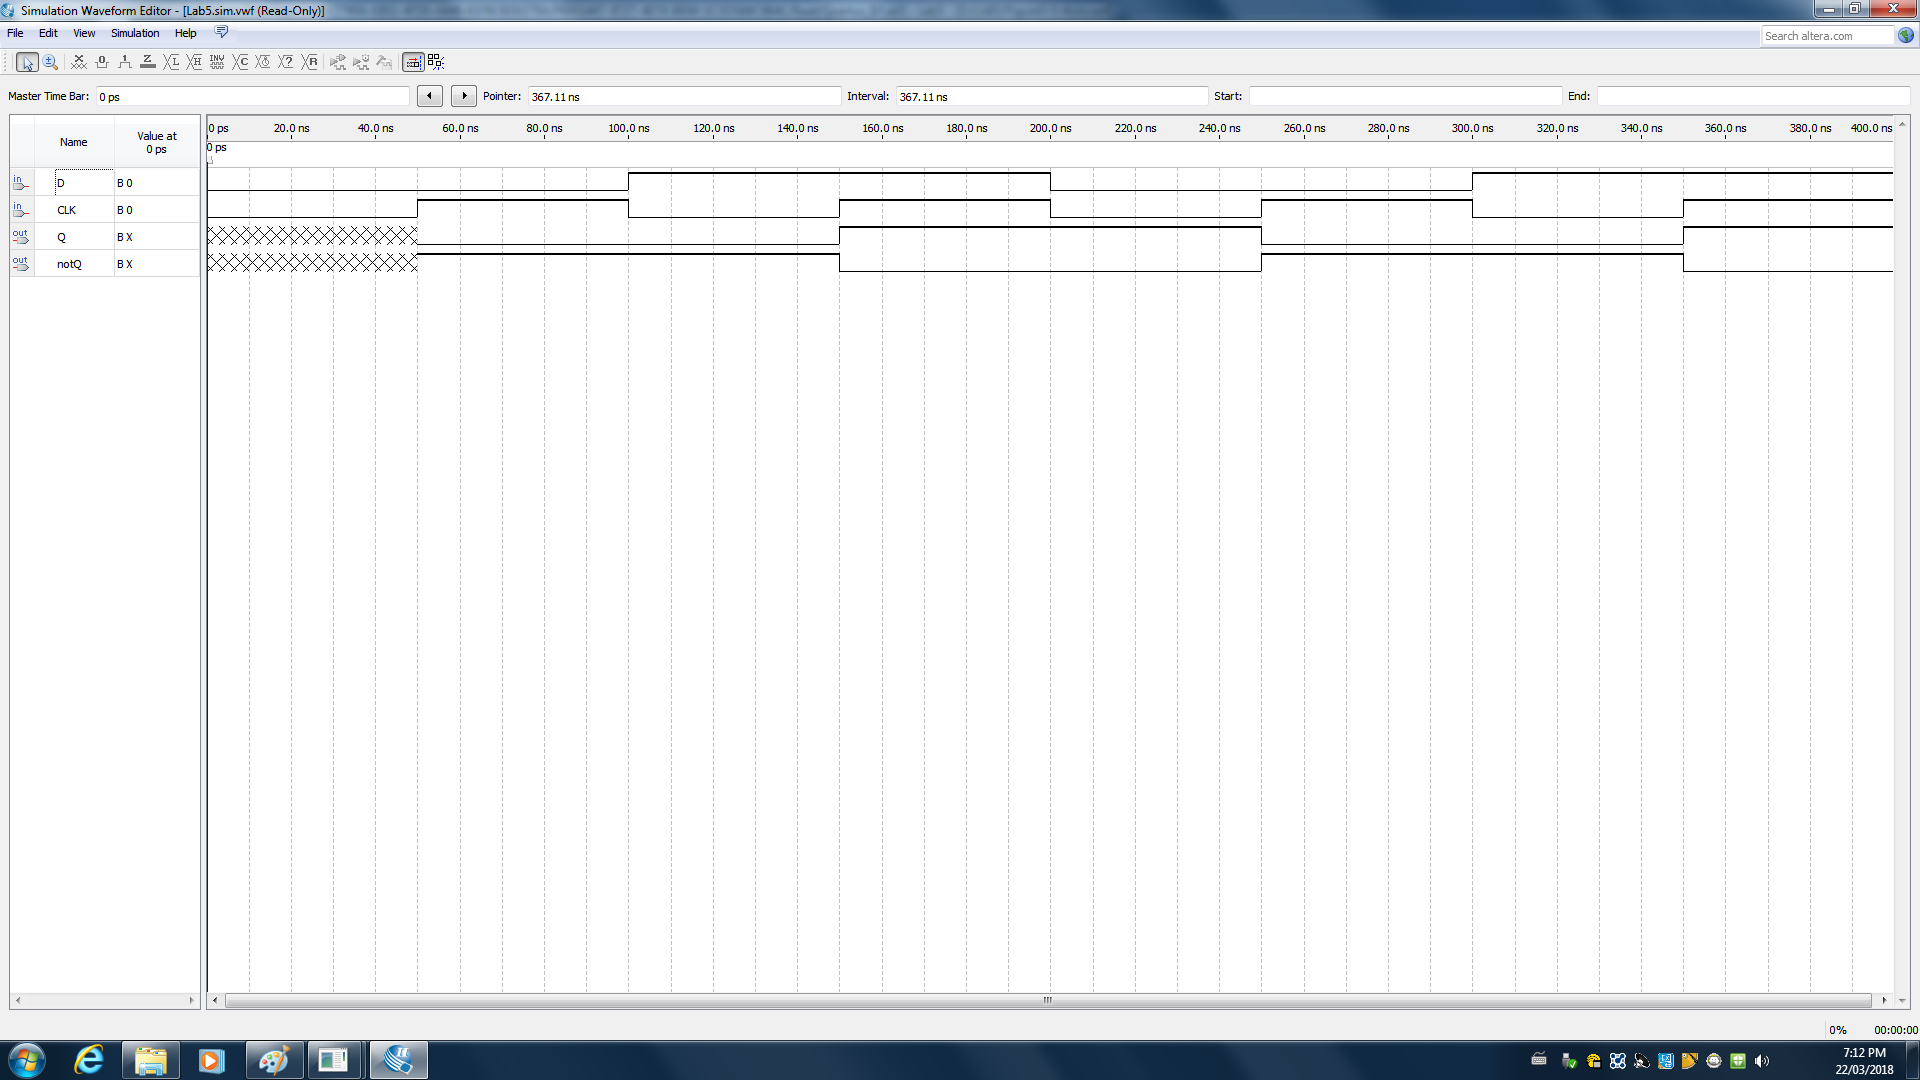 Simulation Waveform Editor - [Lab5.sim.vwf (Read-Only)]
File Edit View Simulation Help
Search altera.com
Master Time Bar: 0 ps Pointer: 367.11 ns Interval: 367.11 ns Start: End:
Name Value at 0 ps
0 ps 20.0 ns 40.0 ns 60.0 ns 80.0 ns 100.0 ns 120.0 ns 140.0 ns 160.0 ns 180.0 ns 200.0 ns 220.0 ns 240.0 ns 260.0 ns 280.0 ns 300.0 ns 320.0 ns 340.0 ns 360.0 ns 380.0 ns 400.0 ns
0 ps
in D B 0
in CLK B 0
out Q B X
out notQ B X
0% 00:00:00
7:12 PM
22/03/2018